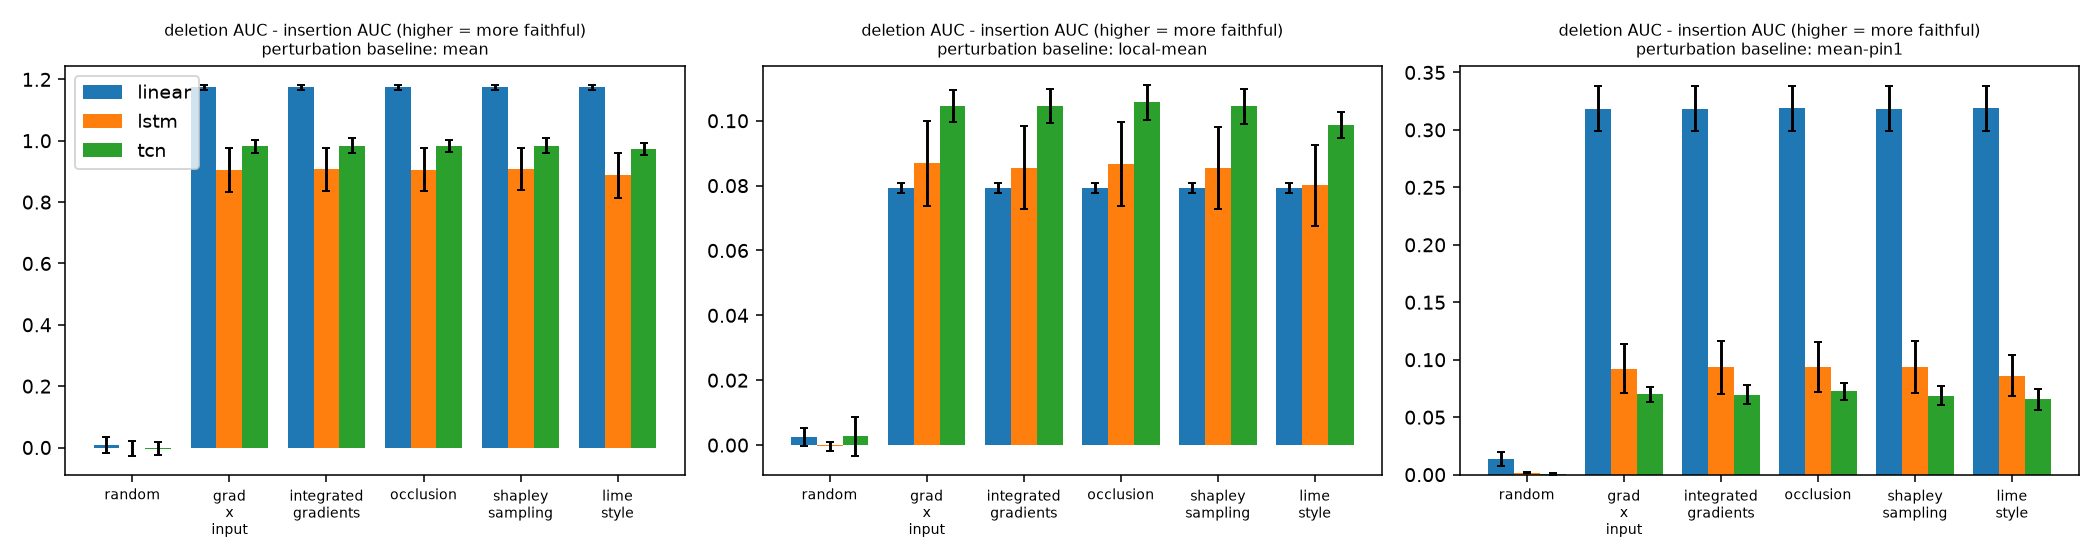 deletion AUC - insertion AUC (higher = more faithful)
perturbation baseline: mean
1.2
1.0
0.8
0.6
0.4
0.2
0.0
linear
lstm
tcn
random
grad
x
input
integrated
gradients
occlusion
shapley
sampling
lime
style
deletion AUC - insertion AUC (higher = more faithful)
perturbation baseline: local-mean
0.10
0.08
0.06
0.04
0.02
0.00
random
grad
x
input
integrated
gradients
occlusion
shapley
sampling
lime
style
deletion AUC - insertion AUC (higher = more faithful)
perturbation baseline: mean-pin1
0.35
0.30
0.25
0.20
0.15
0.10
0.05
0.00
random
grad
x
input
integrated
gradients
occlusion
shapley
sampling
lime
style